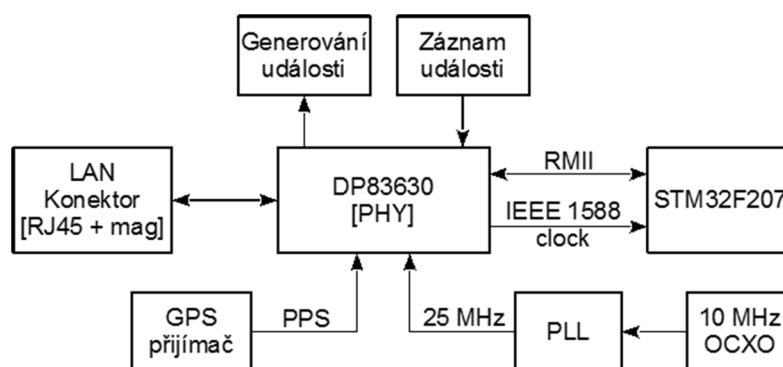 Generování
události
Záznam
události
LAN
Konektor
[RJ45 + mag]
DP83630
[PHY]
RMII
IEEE 1588
clock
STM32F207
GPS
přijímač
PPS
25 MHz
PLL
10 MHz
OCXO